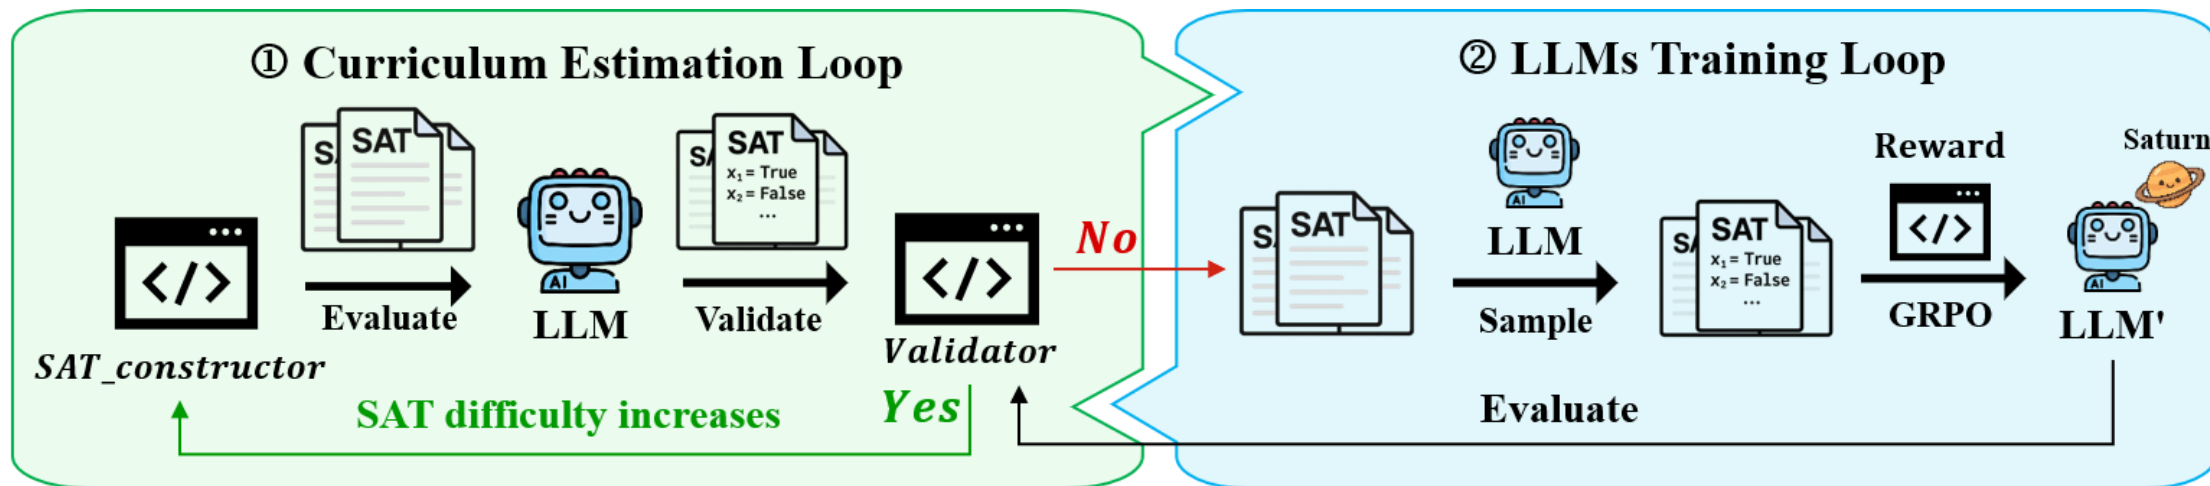 ① Curriculum Estimation Loop
SAT
S
Evaluate
SAT_constructor
AI
LLM
SAT
x₁ = True
x₂ = False
...
Validate
</>
</>
Validator
No
Yes
SAT difficulty increases
② LLMs Training Loop
SAT
S
AI
LLM
Sample
SAT
x₁ = True
x₂ = False
...
Reward
</>
GRPO
Saturn
AI
LLM'
Evaluate